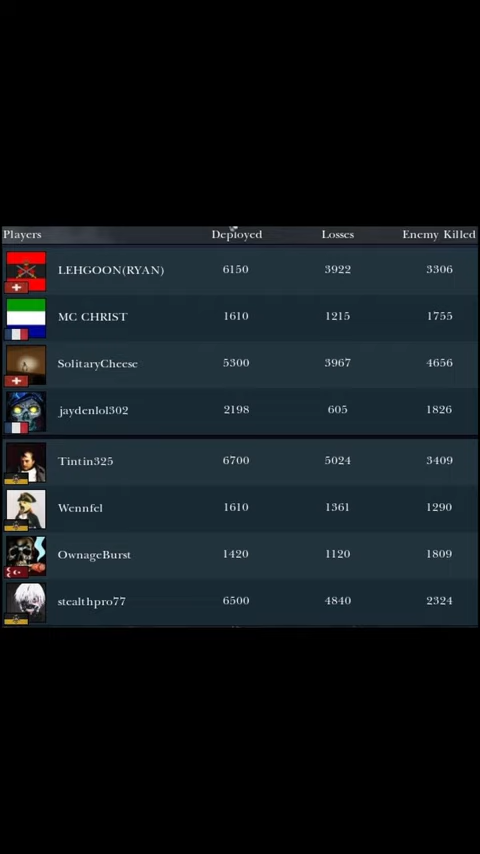 Players Deployed Losses Enemy Killed
LEHGOON(RYAN) 6150 3922 3306
MC CHRIST 1610 1215 1755
SolitaryCheese 5300 3967 4656
jaydenlol302 2198 605 1826
Tintin325 6700 5024 3409
Wennfel 1610 1361 1290
OwnageBurst 1420 1120 1809
stealthpro77 6500 4840 2324